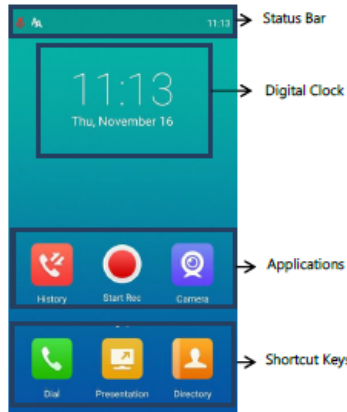 11:13
Status Bar
11:13
Thu, November 16
Digital Clock
History
Start Rec
Camera
Applications
Dial
Presentation
Directory
Shortcut Keys